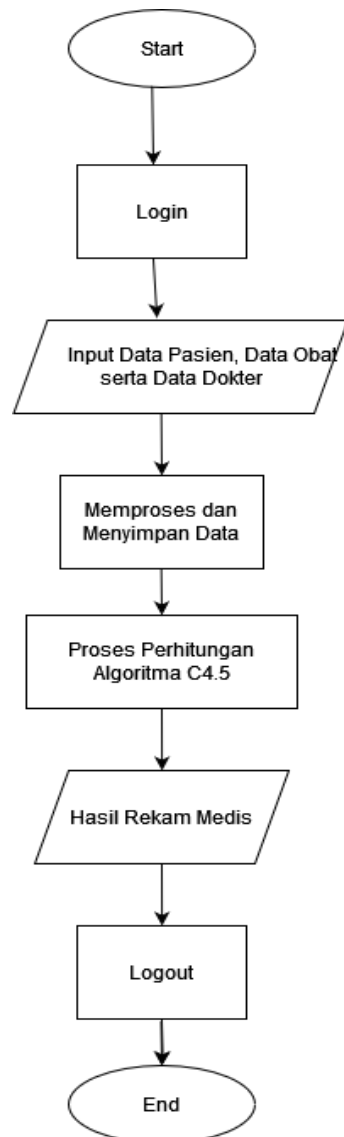 Start
Login
Input Data Pasien, Data Obat
serta Data Dokter
Memproses dan
Menyimpan Data
Proses Perhitungan
Algoritma C4.5
Hasil Rekam Medis
Logout
End